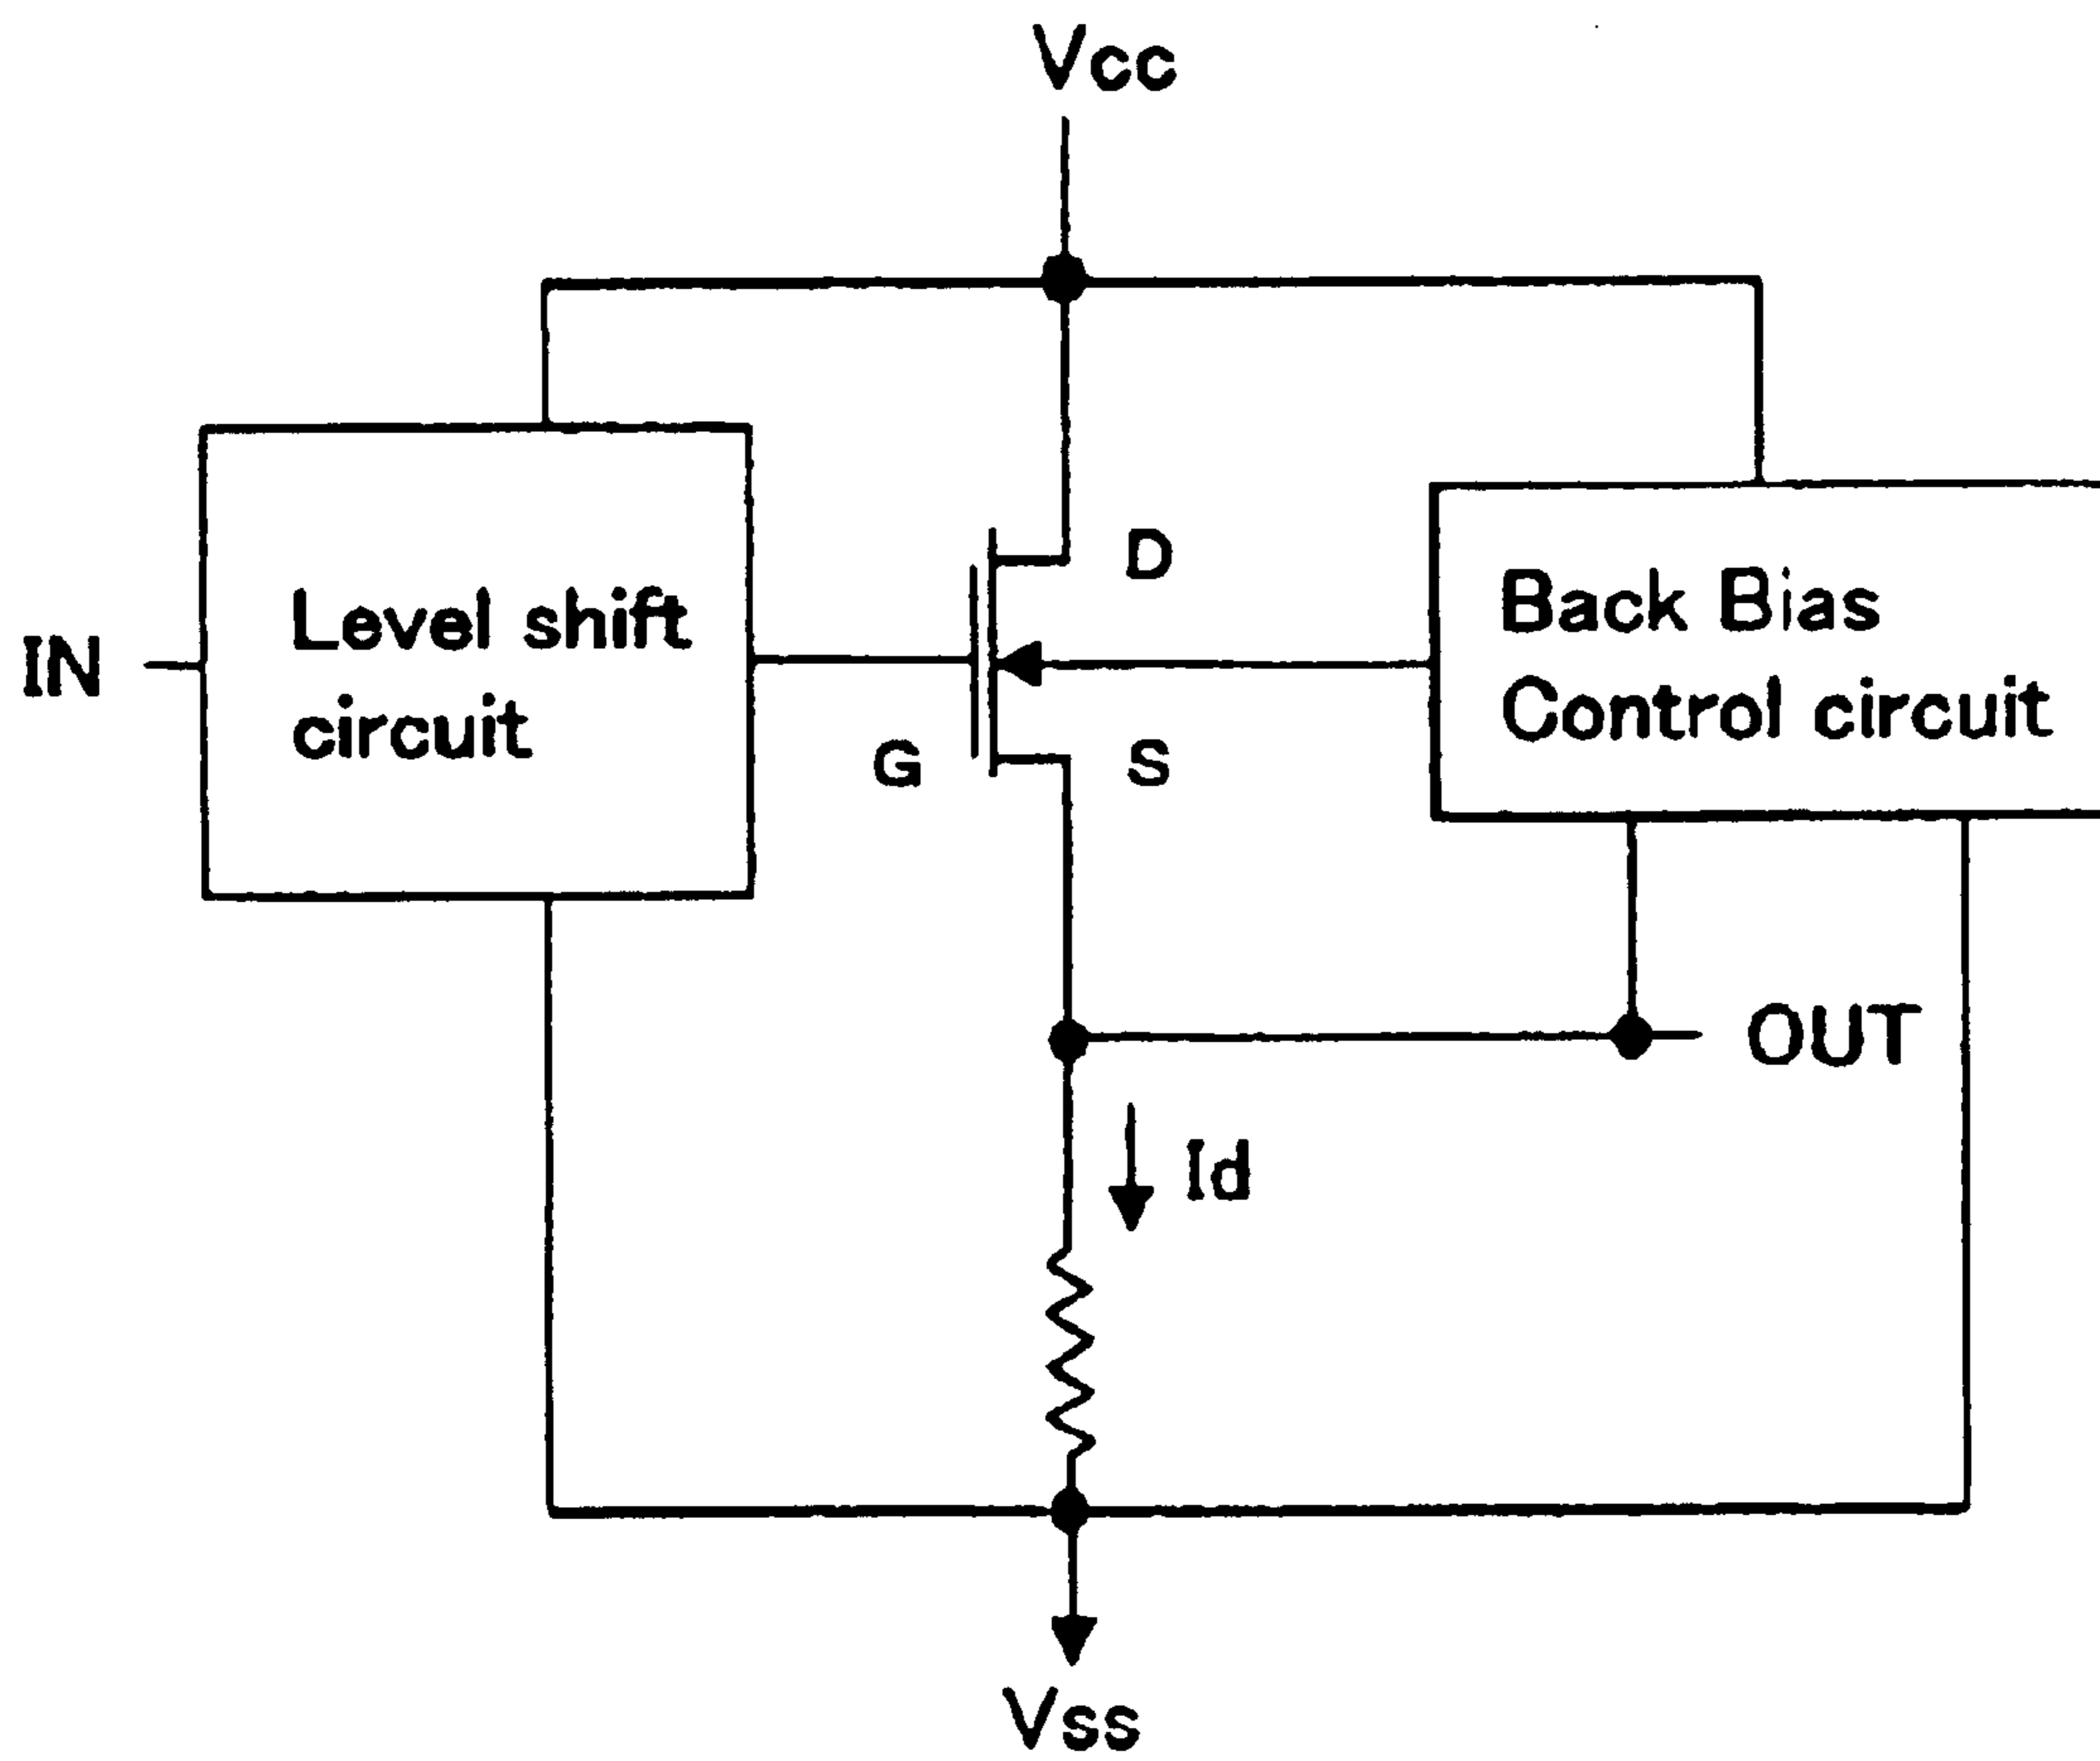 Vcc
D
Level shift
circuit
IN
Back Bias
Control circuit
G
S
OUT
Id
Vss